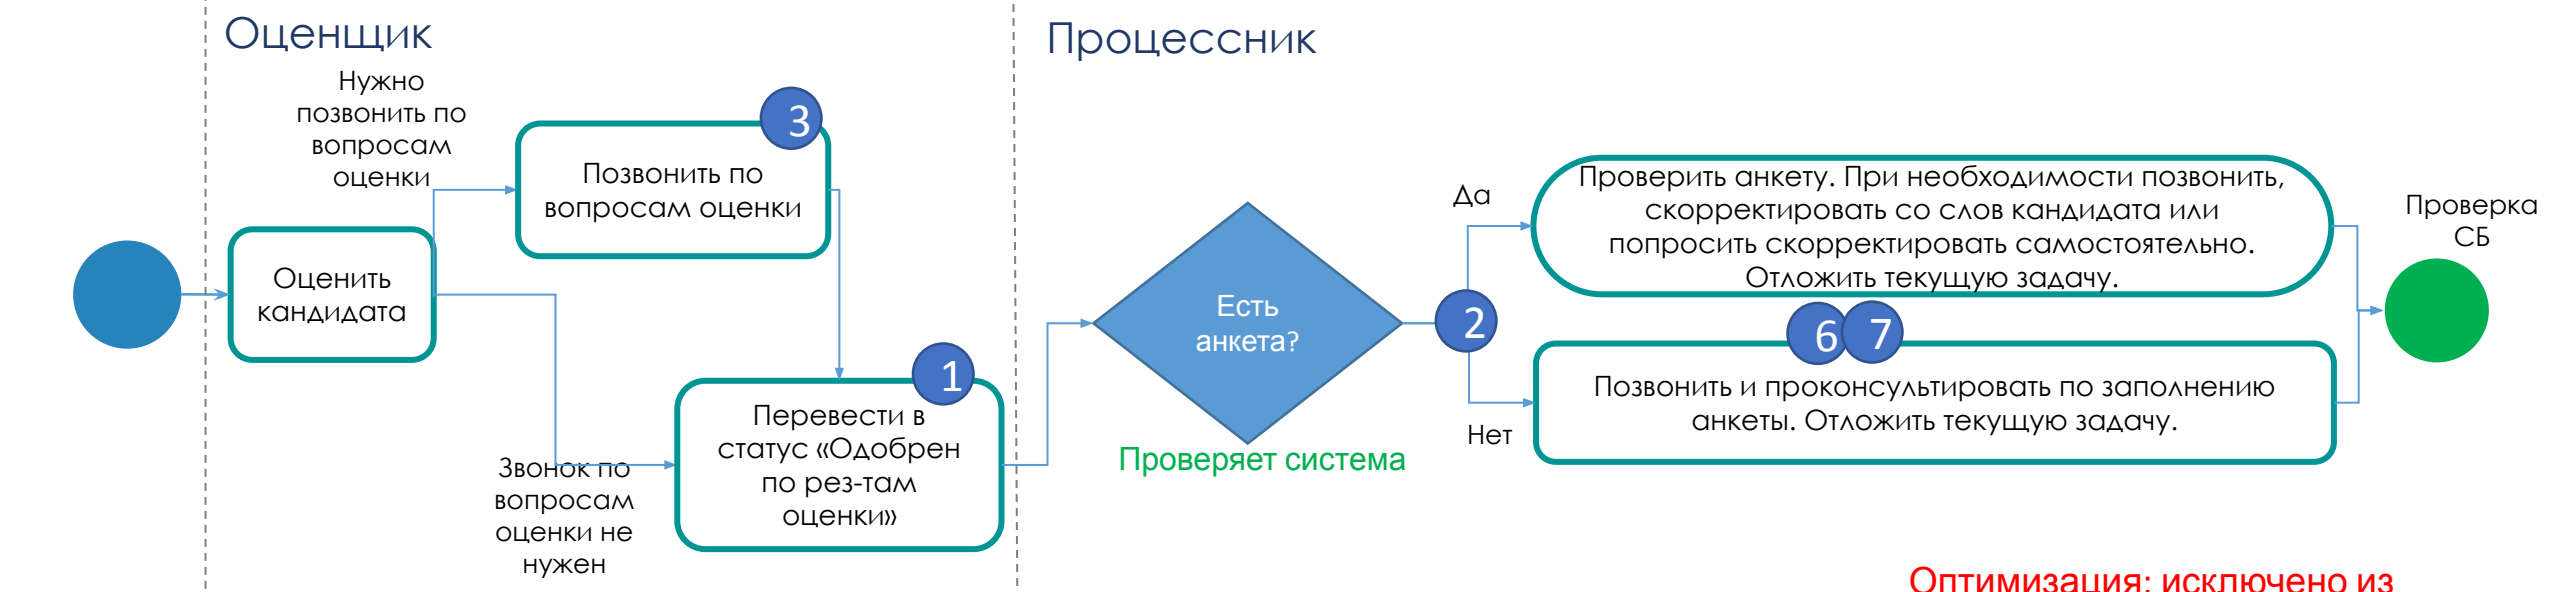 Оценщик
Процессник
Нужно
позвонить по
вопросам
оценки
3
Позвонить по
вопросам оценки
Оценить
кандидата
1
Перевести в
статус «Одобрен
по рез-там
оценки»
Звонок по
вопросам
оценки не
нужен
Есть
анкета?
Проверяет система
2
Да
Проверить анкету. При необходимости позвонить,
скорректировать со слов кандидата или
попросить скорректировать самостоятельно.
Отложить текущую задачу.
6
7
Нет
Позвонить и проконсультировать по заполнению
анкеты. Отложить текущую задачу.
Проверка
СБ
Оптимизация: исключено из